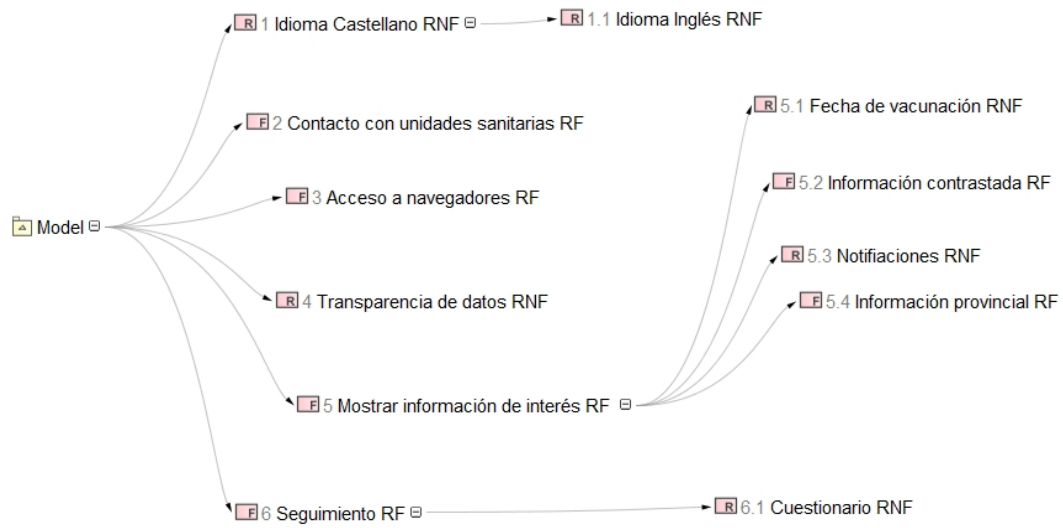 R 1 Idioma Castellano RNF
R 1.1 Idioma Inglés RNF
F 2 Contacto con unidades sanitarias RF
F 3 Acceso a navegadores RF
Model
R 4 Transparencia de datos RNF
F 5 Mostrar información de interés RF
R 5.1 Fecha de vacunación RNF
F 5.2 Información contrastada RF
R 5.3 Notifiaciones RNF
F 5.4 Información provincial RF
F 6 Seguimiento RF
R 6.1 Cuestionario RNF